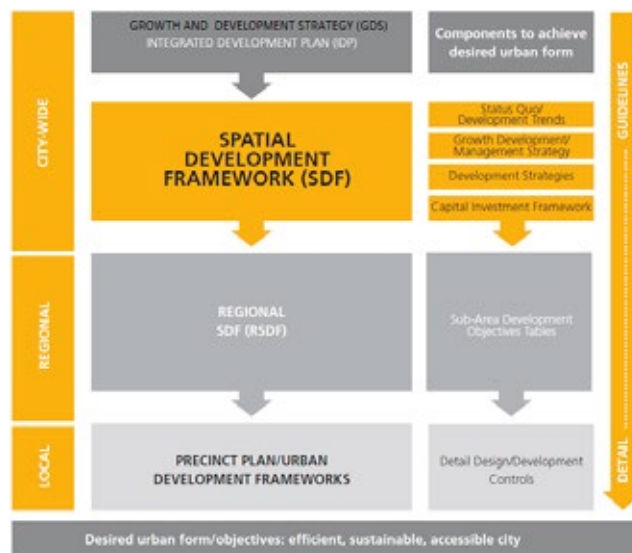 GROWTH AND DEVELOPMENT STRATEGY (GDS)
INTEGRATED DEVELOPMENT PLAN (IDP)
Components to achieve
desired urban form
CITY-WIDE
SPATIAL
DEVELOPMENT
FRAMEWORK (SDF)
Status Quo/
Development Trends
Growth Development/
Management Strategy
Development Strategies
Capital Investment Framework
GUIDELINES
REGIONAL
REGIONAL
SDF (RSDF)
Sub-Area Development
Objectives Tables
LOCAL
PRECINCT PLAN/URBAN
DEVELOPMENT FRAMEWORKS
Detail Design/Development
Controls
DETAIL
Desired urban form/objectives: efficient, sustainable, accessible city